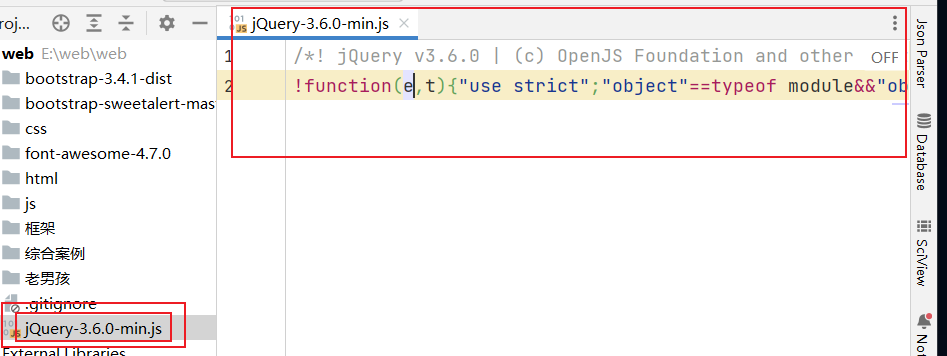 roj...
web E:\web\web
bootstrap-3.4.1-dist
bootstrap-sweetalert-mas
css
font-awesome-4.7.0
html
js
框架
综合案例
老男孩
.gitignore
jQuery-3.6.0-min.js
External Libraries
jQuery-3.6.0-min.js
1 /*! jQuery v3.6.0 | (c) OpenJS Foundation and other OFF
2 !function(e,t){"use strict";"object"==typeof module&&"ob
Json Parser
Database
SciView
Not